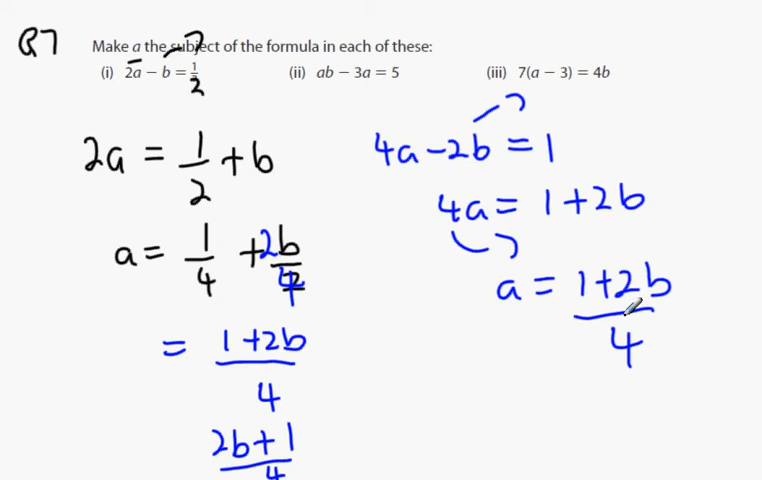 Q7 Make a the subject of the formula in each of these:
(i) 2a − b = 1/2 (ii) ab − 3a = 5 (iii) 7(a − 3) = 4b
2a = 1/2 + b
a = 1/4 + 2b/4
= (1+2b)/4
(2b+1)/4
4a − 2b = 1
4a = 1 + 2b
a = (1+2b)/4